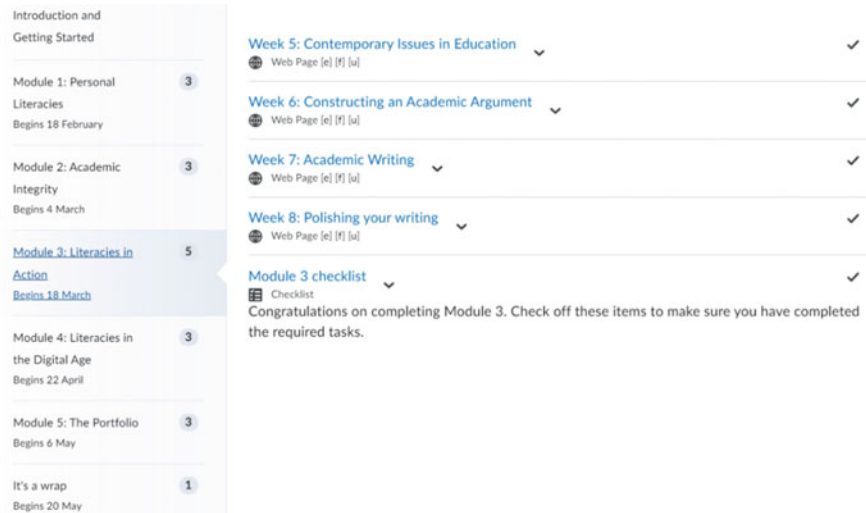 Introduction and
Getting Started
Module 1: Personal
Literacies
3
Begins 18 February
Module 2: Academic
Integrity
3
Begins 4 March
Module 3: Literacies in
Action
5
Begins 18 March
Module 4: Literacies in
the Digital Age
3
Begins 22 April
Module 5: The Portfolio
3
Begins 6 May
It's a wrap
1
Begins 20 May
Week 5: Contemporary Issues in Education
Web Page [e] [f] [u]
Week 6: Constructing an Academic Argument
Web Page [e] [f] [u]
Week 7: Academic Writing
Web Page [e] [f] [u]
Week 8: Polishing your writing
Web Page [e] [f] [u]
Module 3 checklist
Checklist
Congratulations on completing Module 3. Check off these items to make sure you have completed
the required tasks.